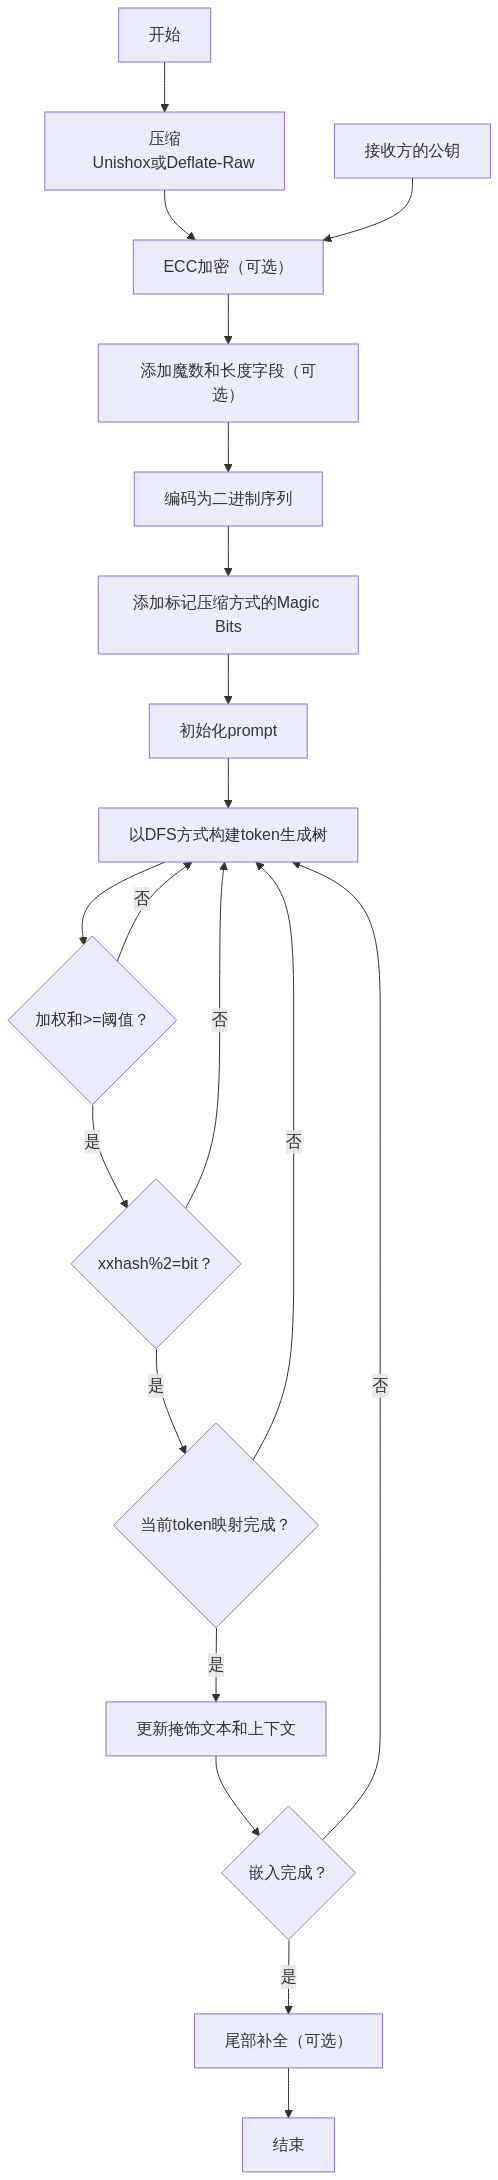 开始
压缩
Unishox或Deflate-Raw
接收方的公钥
ECC加密（可选）
添加魔数和长度字段（可
选）
编码为二进制序列
添加标记压缩方式的Magic
Bits
初始化prompt
以DFS方式构建token生成树
否
加权和>=阈值？
否
是
否
xxhash%2=bit？
是
否
当前token映射完成？
是
更新掩饰文本和上下文
嵌入完成？
是
尾部补全（可选）
结束